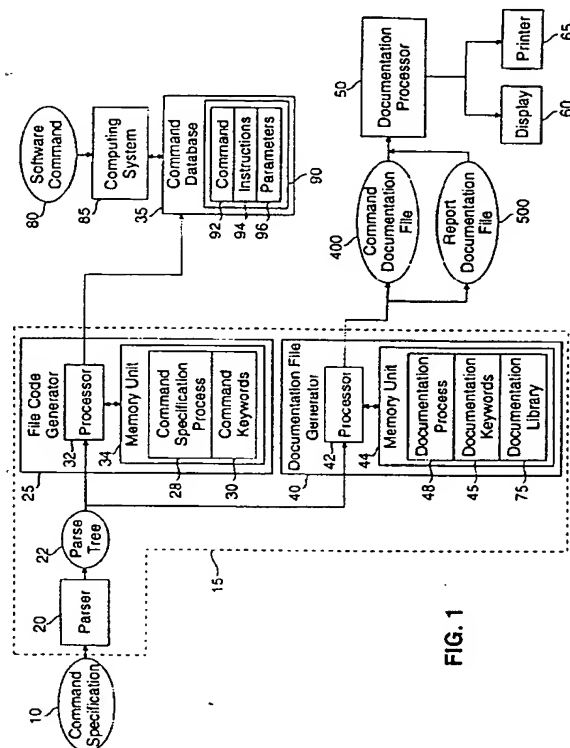 10
Command
Specification
20
Parser
22
Parse
Tree
15
25
File Code
Generator
32
Processor
34
Memory Unit
28
Command
Specification
Process
30
Command
Keywords
40
Documentation File
Generator
42
Processor
44
Memory Unit
48
Documentation
Process
45
Documentation
Keywords
75
Documentation
Library
80
Software
Command
85
Computing
System
35
Command
Database
92
Command
94
Instructions
96
Parameters
90
400
Command
Documentation
File
500
Report
Documentation
File
50
Documentation
Processor
60
Display
65
Printer
FIG. 1